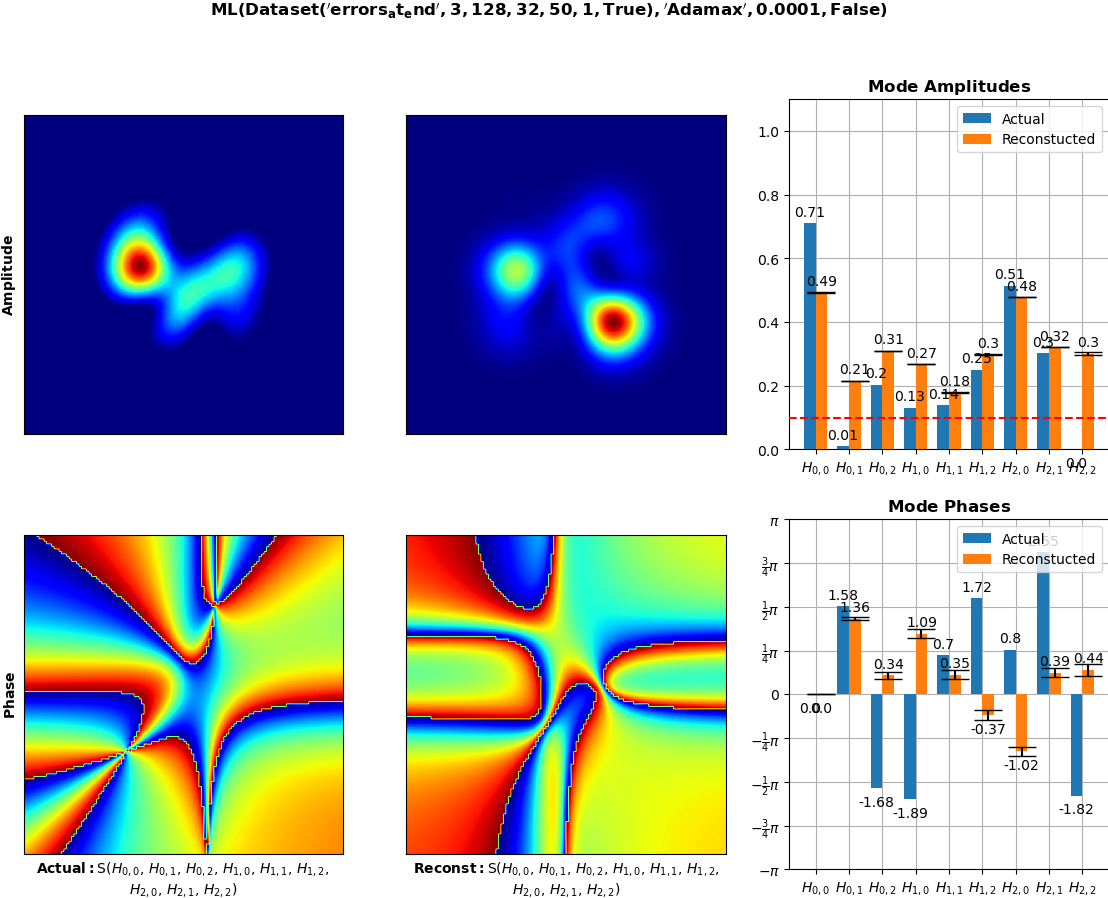 ML(Dataset('errorsₐtₑnd', 3, 128, 32, 50, 1, True), 'Adamax', 0.0001, False)
Amplitude
Mode Amplitudes
Actual
Reconstucted
1.0
0.8
0.6
0.4
0.2
0.0
0.71
0.49
0.01
0.21
0.2
0.31
0.13
0.27
0.14
0.18
0.25
0.3
0.51
0.48
0.3
0.32
0.0
0.3
H₀,₀ H₀,₁ H₀,₂ H₁,₀ H₁,₁ H₁,₂ H₂,₀ H₂,₁ H₂,₂
Phase
Actual: S(H₀,₀, H₀,₁, H₀,₂, H₁,₀, H₁,₁, H₁,₂,
H₂,₀, H₂,₁, H₂,₂)
Reconst: S(H₀,₀, H₀,₁, H₀,₂, H₁,₀, H₁,₁, H₁,₂,
H₂,₀, H₂,₁, H₂,₂)
Mode Phases
Actual
Reconstucted
π
3/4π
1/2π
1/4π
0
−1/4π
−1/2π
−3/4π
−π
0.0
0.0
1.58
1.36
-1.68
0.34
-1.89
1.09
0.7
0.35
1.72
-0.37
0.8
-1.02
0.39
-1.82
0.44
H₀,₀ H₀,₁ H₀,₂ H₁,₀ H₁,₁ H₁,₂ H₂,₀ H₂,₁ H₂,₂